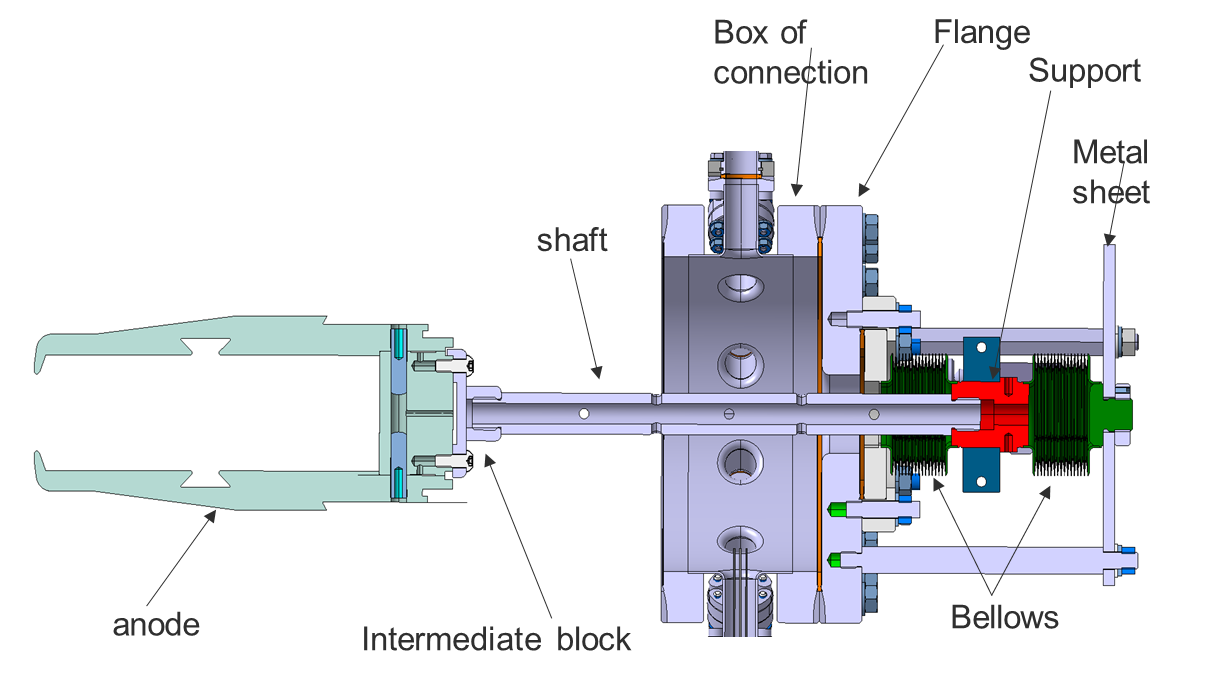 Box of
connection
Flange
Support
Metal
sheet
shaft
anode
Intermediate block
Bellows